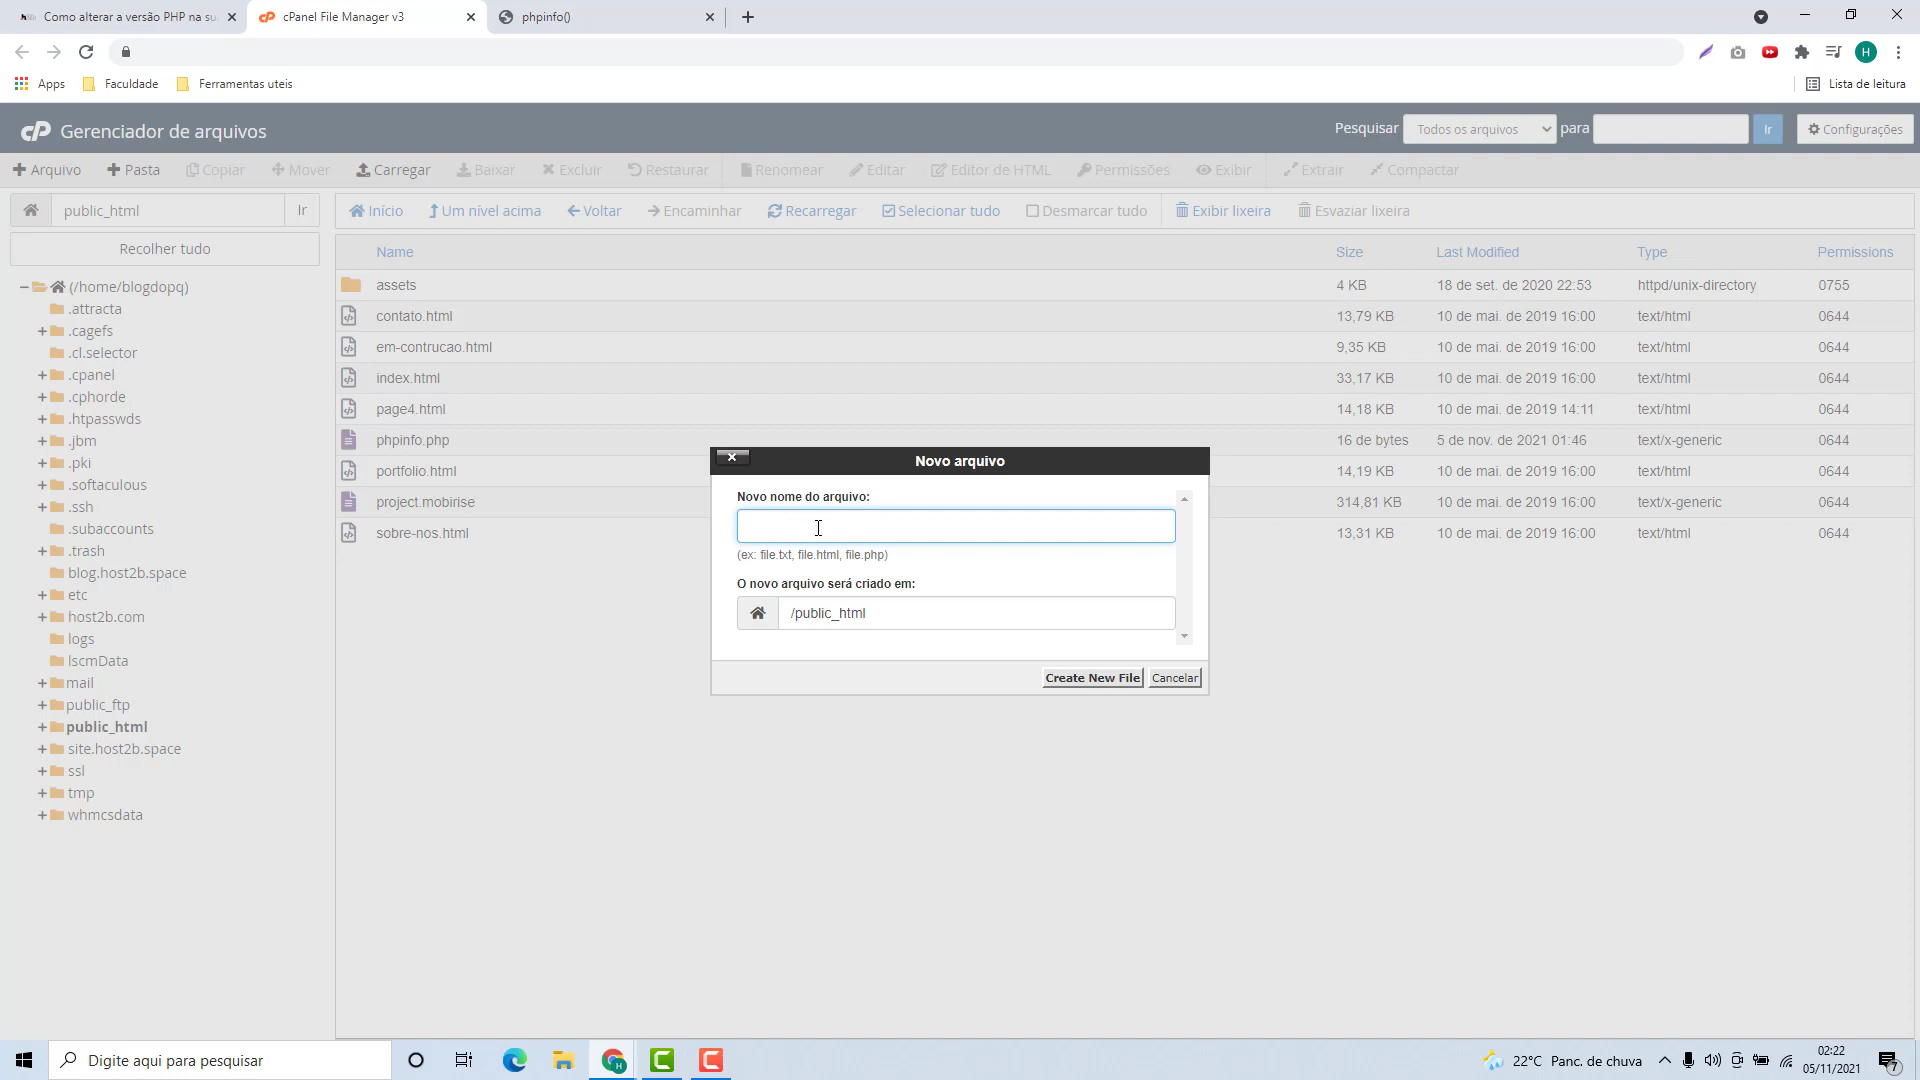 Como alterar a versão PHP na su
cPanel File Manager v3
phpinfo()
H
Apps
Faculdade
Ferramentas uteis
Lista de leitura
cP Gerenciador de arquivos
Pesquisar
Todos os arquivos
para
Ir
Configurações
Arquivo
Pasta
Copiar
Mover
Carregar
Baixar
Excluir
Restaurar
Renomear
Editar
Editor de HTML
Permissões
Exibir
Extrair
Compactar
public_html
Ir
Início
Um nível acima
Voltar
Encaminhar
Recarregar
Selecionar tudo
Desmarcar tudo
Exibir lixeira
Esvaziar lixeira
Recolher tudo
(/home/blogdopq)
.attracta
.cagefs
.cl.selector
.cpanel
.cphorde
.htpasswds
.jbm
.pki
.softaculous
.ssh
.subaccounts
.trash
blog.host2b.space
etc
host2b.com
logs
lscmData
mail
public_ftp
public_html
site.host2b.space
ssl
tmp
whmcsdata
Name Size Last Modified Type Permissions
assets 4 KB 18 de set. de 2020 22:53 httpd/unix-directory 0755
contato.html 13,79 KB 10 de mai. de 2019 16:00 text/html 0644
em-contrucao.html 9,35 KB 10 de mai. de 2019 16:00 text/html 0644
index.html 33,17 KB 10 de mai. de 2019 16:00 text/html 0644
page4.html 14,18 KB 10 de mai. de 2019 14:11 text/html 0644
phpinfo.php 16 de bytes 5 de nov. de 2021 01:46 text/x-generic 0644
portfolio.html 14,19 KB 10 de mai. de 2019 16:00 text/html 0644
project.mobirise 314,81 KB 10 de mai. de 2019 16:00 text/x-generic 0644
sobre-nos.html 13,31 KB 10 de mai. de 2019 16:00 text/html 0644
Novo arquivo
Novo nome do arquivo:
(ex: file.txt, file.html, file.php)
O novo arquivo será criado em:
/public_html
Create New File
Cancelar
Digite aqui para pesquisar
H
22°C Panc. de chuva
02:22
05/11/2021
7